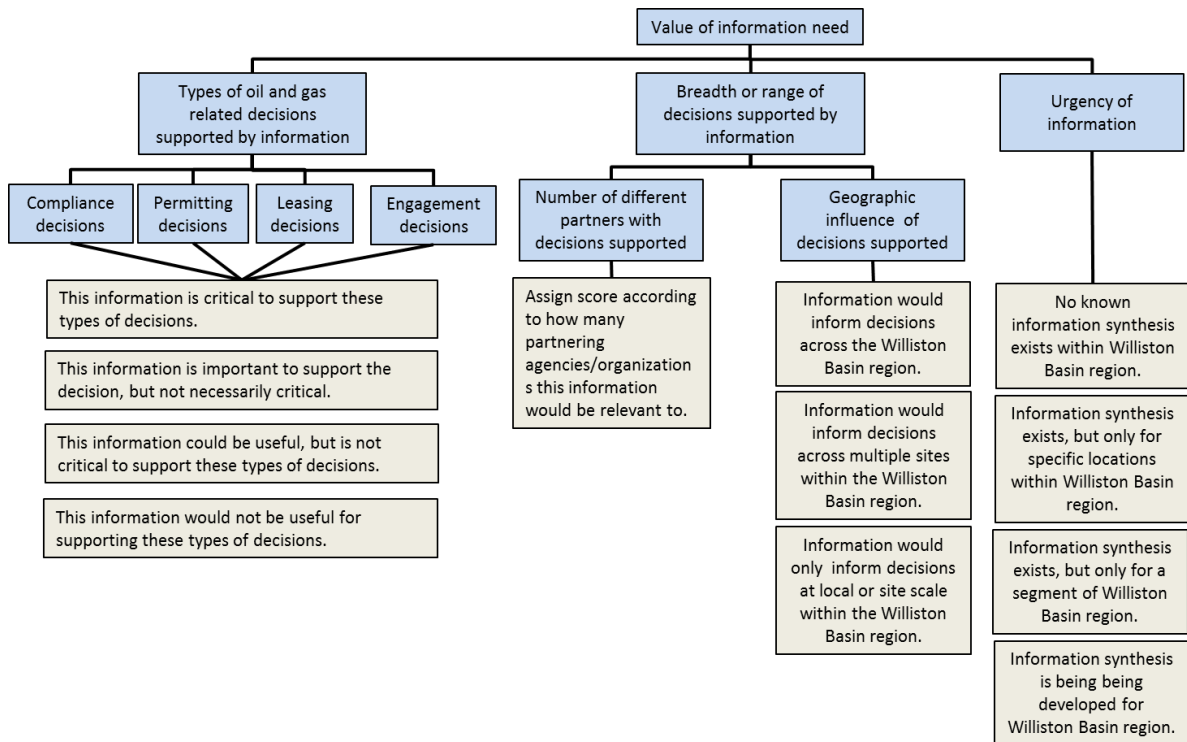 Value of information need
Types of oil and gas
related decisions
supported by information
Breadth or range of
decisions supported by
information
Urgency of
information
Compliance
decisions
Permitting
decisions
Leasing
decisions
Engagement
decisions
Number of different
partners with
decisions supported
Geographic
influence of
decisions supported
This information is critical to support these
types of decisions.
This information is important to support the
decision, but not necessarily critical.
This information could be useful, but is not
critical to support these types of decisions.
This information would not be useful for
supporting these types of decisions.
Assign score according
to how many
partnering
agencies/organization
s this information
would be relevant to.
Information would
inform decisions
across the Williston
Basin region.
Information would
inform decisions
across multiple sites
within the Williston
Basin region.
Information would
only inform decisions
at local or site scale
within the Williston
Basin region.
No known
information synthesis
exists within Williston
Basin region.
Information synthesis
exists, but only for
specific locations
within Williston Basin
region.
Information synthesis
exists, but only for a
segment of Williston
Basin region.
Information synthesis
is being being
developed for
Williston Basin region.